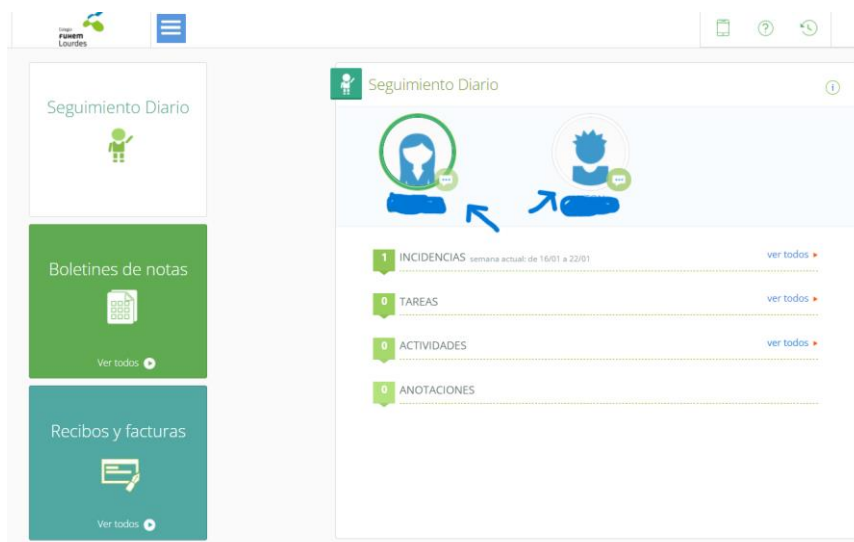 Colegio
FUHEM
Lourdes
Seguimiento Diario
Boletines de notas
Ver todos
Recibos y facturas
Ver todos
Seguimiento Diario
1 INCIDENCIAS semana actual: de 16/01 a 22/01 ver todos
0 TAREAS ver todos
0 ACTIVIDADES ver todos
0 ANOTACIONES